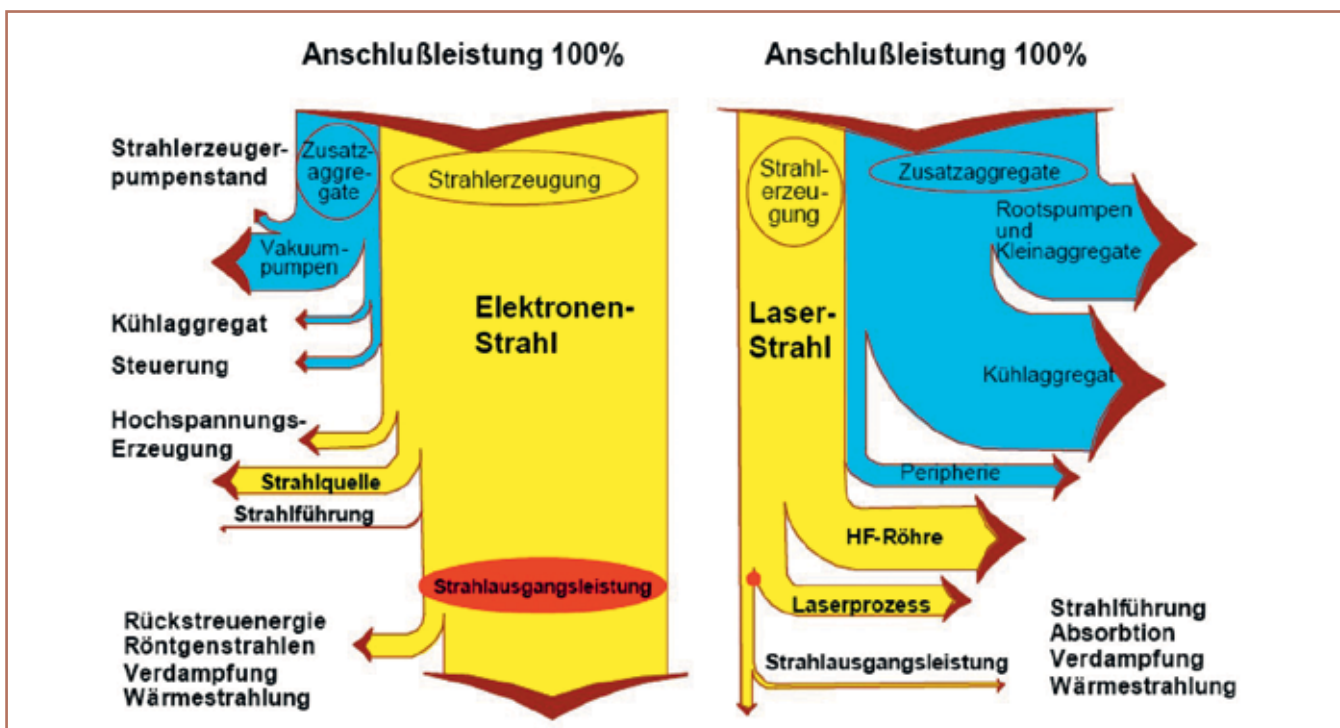 Anschlußleistung 100%
Strahlerzeuger-
pumpenstand
Zusatz-
aggre-
gate
Strahlerzeugung
Vakuum-
pumpen
Kühlaggregat
Steuerung
Elektronen-
Strahl
Hochspannungs-
Erzeugung
Strahlquelle
Strahlführung
Strahlausgangsleistung
Rückstreuenergie
Röntgenstrahlen
Verdampfung
Wärmestrahlung
Anschlußleistung 100%
Strahl-
erzeu-
gung
Zusatzaggregate
Rootspumpen
und
Kleinaggregate
Laser-
Strahl
Kühlaggregat
Peripherie
HF-Röhre
Laserprozess
Strahlausgangsleistung
Strahlführung
Absorbtion
Verdampfung
Wärmestrahlung